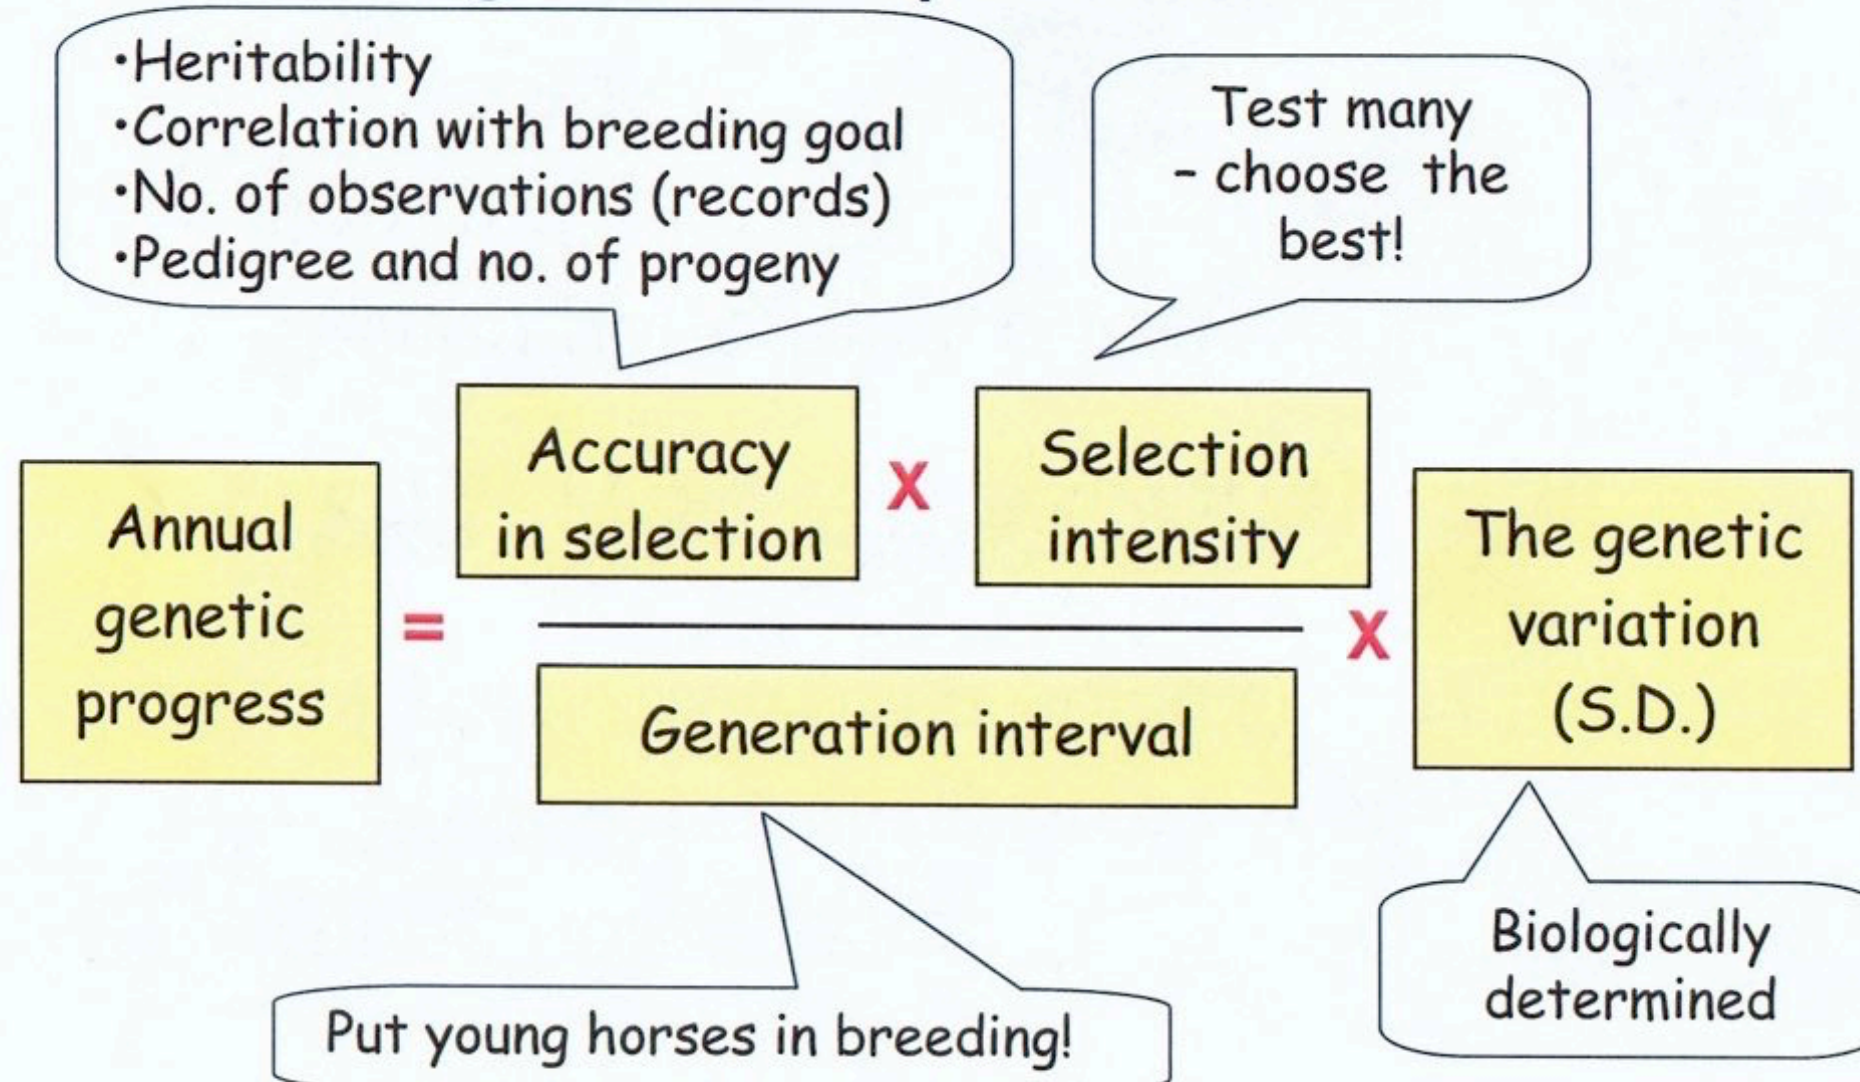 •Heritability
•Correlation with breeding goal
•No. of observations (records)
•Pedigree and no. of progeny
Test many
- choose the
best!
Accuracy
in selection
X
Selection
intensity
Annual
genetic
progress
=
Generation interval
X
The genetic
variation
(S.D.)
Put young horses in breeding!
Biologically
determined